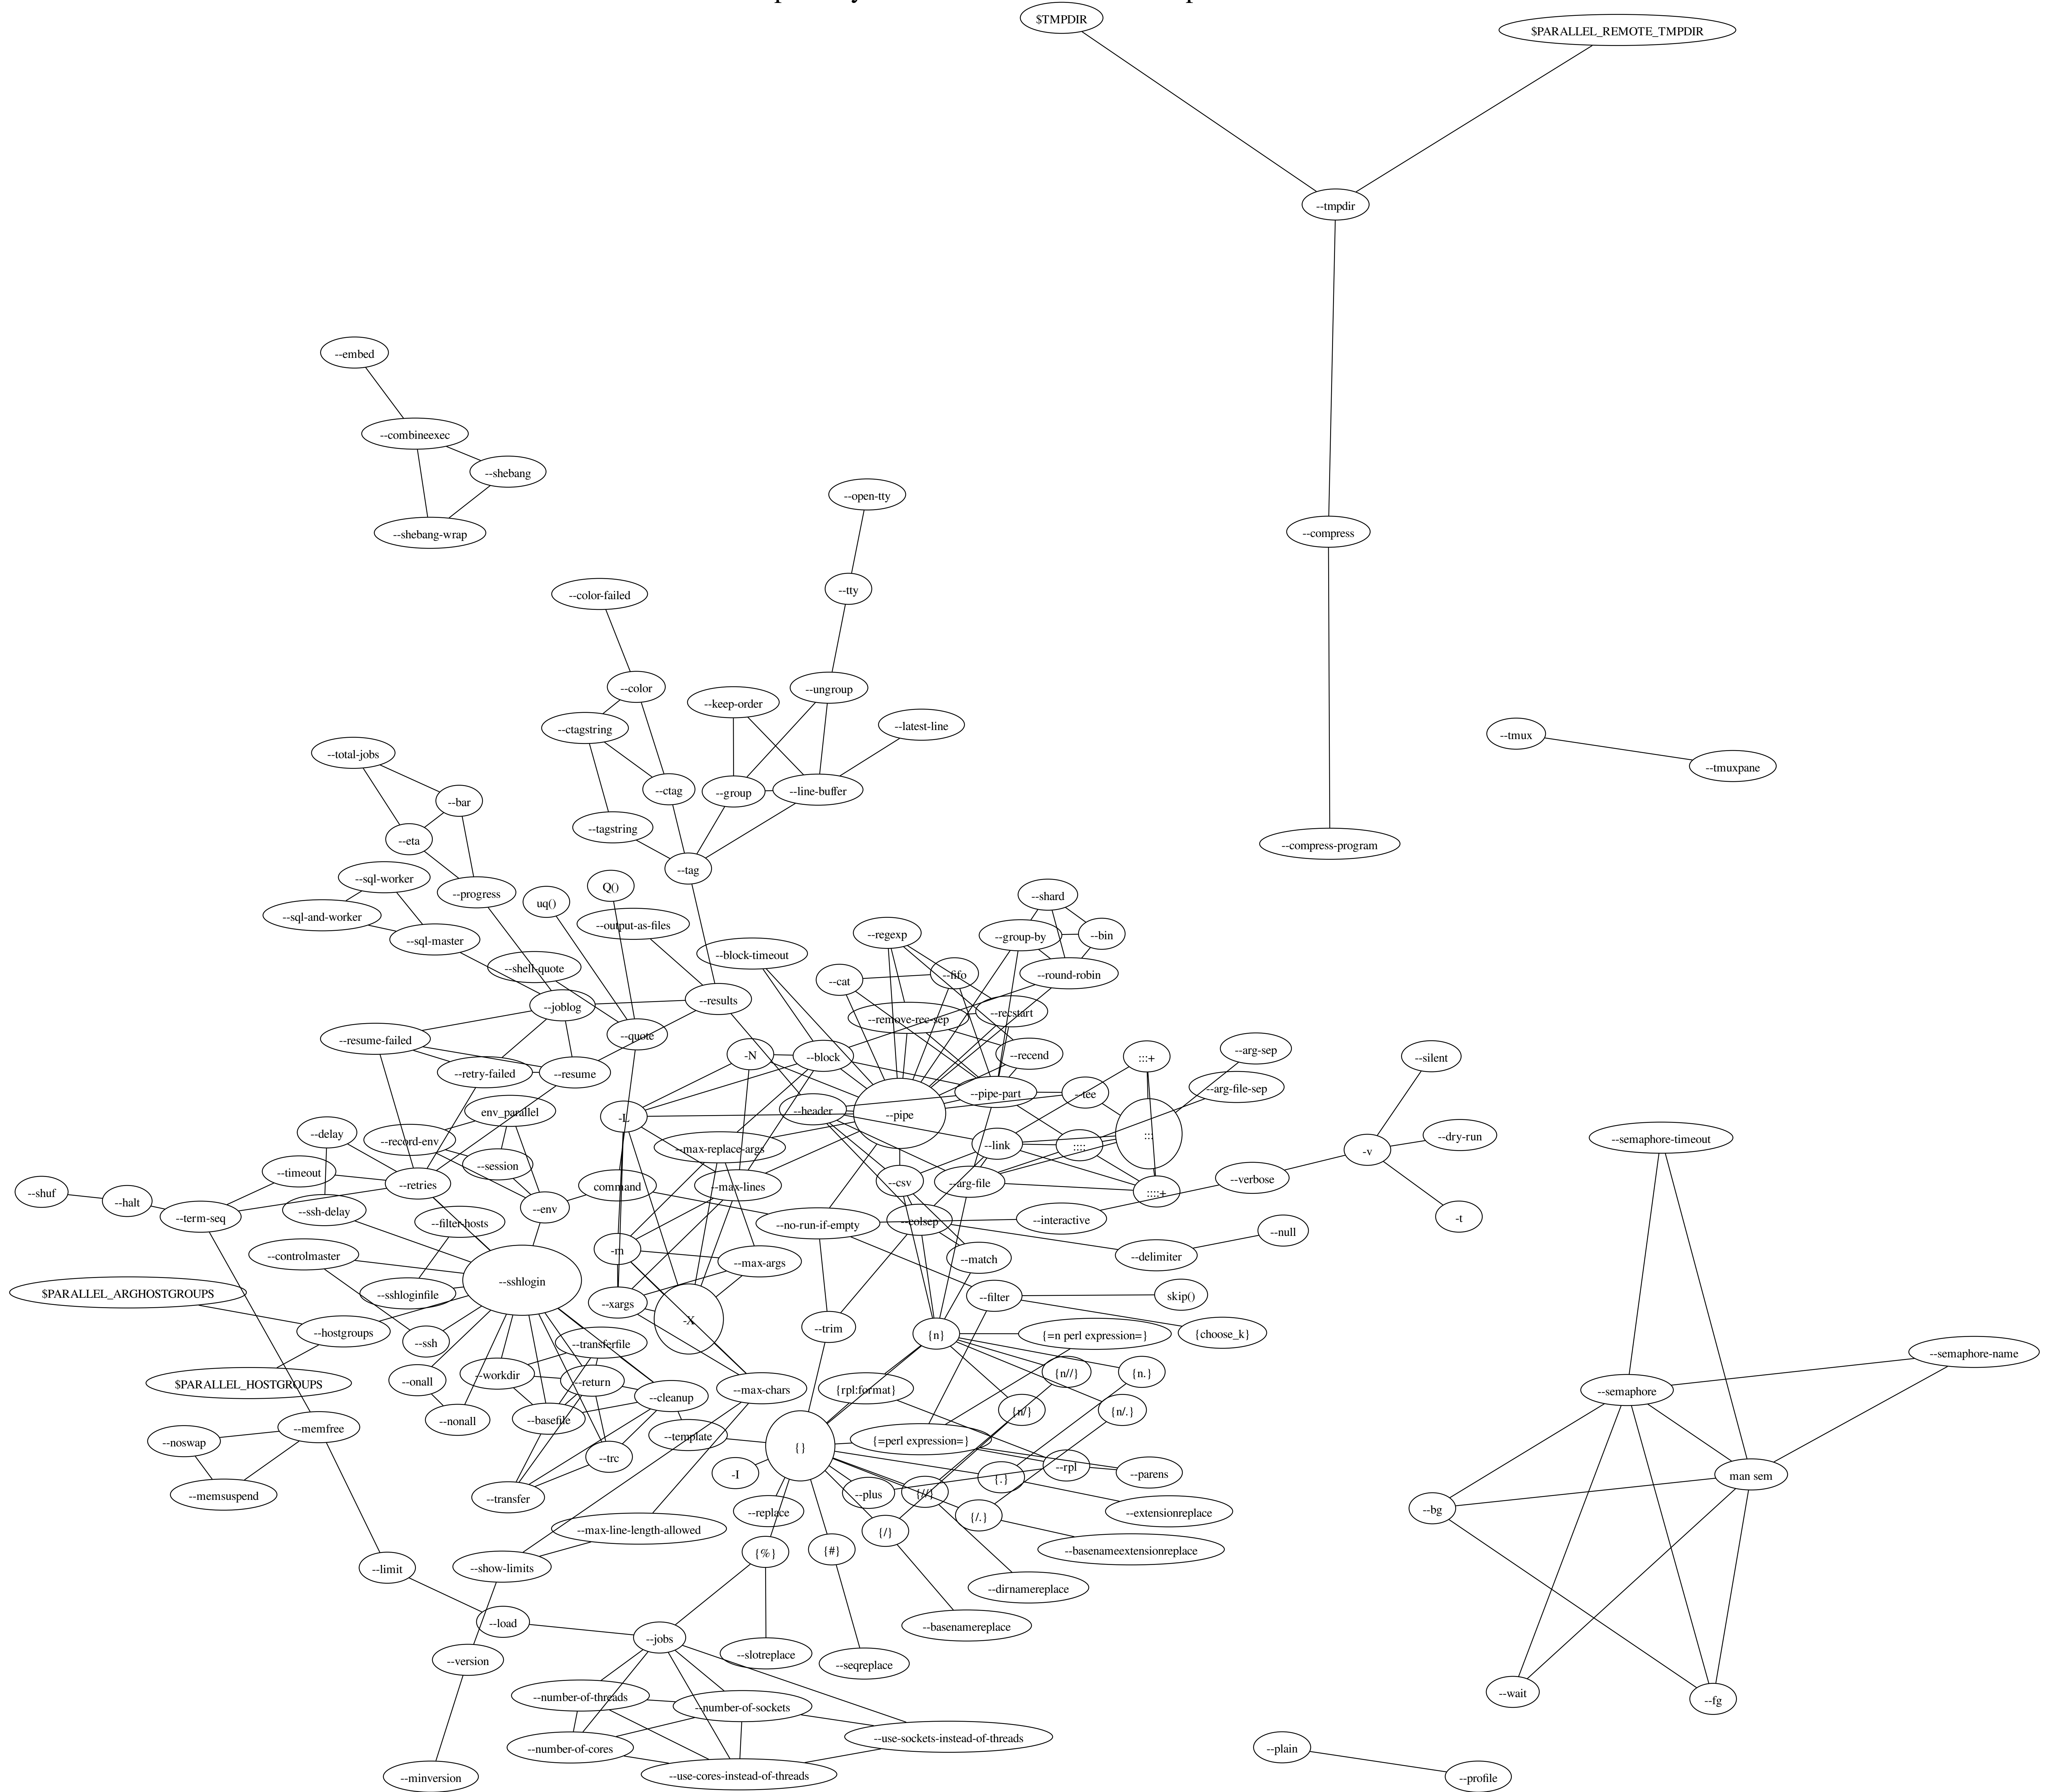 $TMPDIR
$PARALLEL_REMOTE_TMPDIR
--tmpdir
--embed
--combineexec
--shebang
--shebang-wrap
--open-tty
--compress
--tty
--color-failed
--color
--ungroup
--keep-order
--latest-line
--ctagstring
--tmux
--total-jobs
--tmuxpane
--ctag
--group
--line-buffer
--bar
--tagstring
--eta
--compress-program
--tag
--sql-worker
--progress
Q()
--shard
uq()
--sql-and-worker
--output-as-files
--regexp
--group-by
--bin
--sql-master
--block-timeout
--shell-quote
--cat
--fifo
--round-robin
--joblog
--results
--remove-rec-sep
--recstart
--resume-failed
--quote
-N
--block
--recend
:::+
--arg-sep
--silent
--retry-failed
--resume
--pipe-part
--tee
--arg-file-sep
env_parallel
-L
--header
--pipe
--delay
--record-env
--max-replace-args
--link
::::
:::
--semaphore-timeout
--dry-run
-v
--timeout
--session
--retries
command
--max-lines
--csv
--arg-file
::::+
--verbose
--shuf
--halt
--term-seq
--ssh-delay
--env
--filter-hosts
--no-run-if-empty
--colsep
--interactive
-t
--null
--controlmaster
-m
--max-args
--match
--delimiter
--sshlogin
$PARALLEL_ARGHOSTGROUPS
--sshloginfile
--xargs
--filter
skip()
--hostgroups
--ssh
--transferfile
-X
--trim
{n}
{=n perl expression=}
{choose_k}
--semaphore-name
$PARALLEL_HOSTGROUPS
--onall
--workdir
--return
--cleanup
--max-chars
{rpl:format}
{n//}
{n.}
--semaphore
--nonall
--basefile
{n/}
{n/.}
--memfree
--noswap
--template
{}
{=perl expression=}
--trc
-I
{.}
--rpl
--parens
man sem
--memsuspend
--transfer
--replace
--plus
{//}
--extensionreplace
--bg
--max-line-length-allowed
{/}
{/.}
--basenameextensionreplace
--show-limits
{%}
{#}
--limit
--dirnamereplace
--load
--basenamereplace
--jobs
--version
--slotreplace
--seqreplace
--number-of-threads
--number-of-sockets
--wait
--fg
--number-of-cores
--use-sockets-instead-of-threads
--plain
--minversion
--use-cores-instead-of-threads
--profile